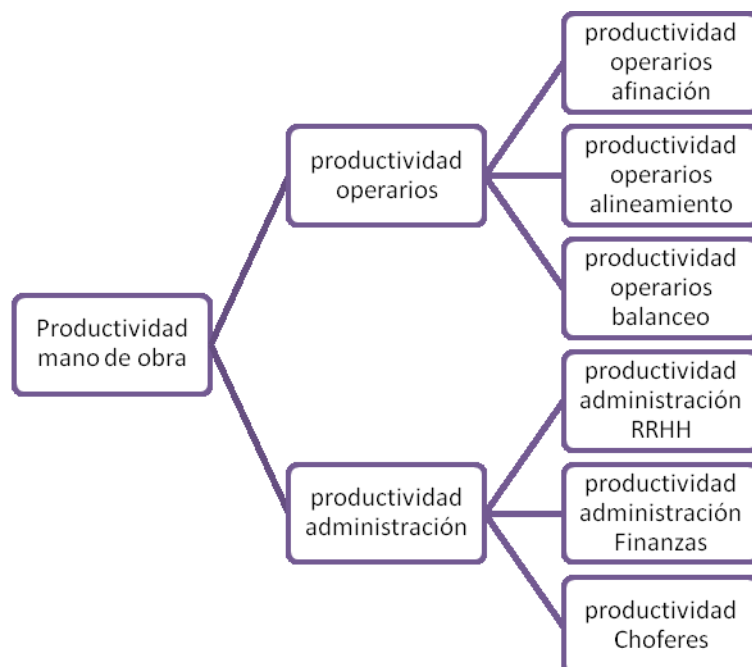 productividad
operarios
afinación
productividad
operarios
productividad
operarios
alineamiento
productividad
operarios
balanceo
Productividad
mano de obra
productividad
administración
RRHH
productividad
administración
productividad
administración
Finanzas
productividad
Choferes